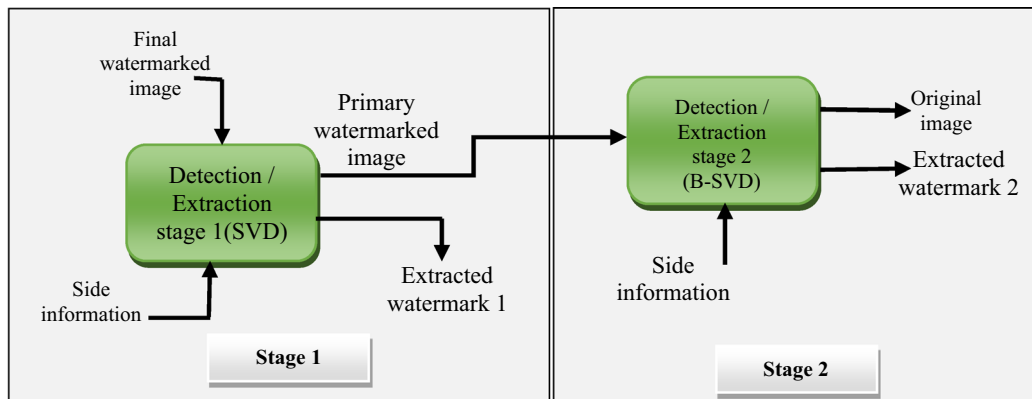 Final
watermarked
image
Primary
watermarked
image
Detection /
Extraction
stage 1(SVD)
Side
information
Extracted
watermark 1
Stage 1
Detection /
Extraction
stage 2
(B-SVD)
Original
image
Extracted
watermark 2
Side
information
Stage 2